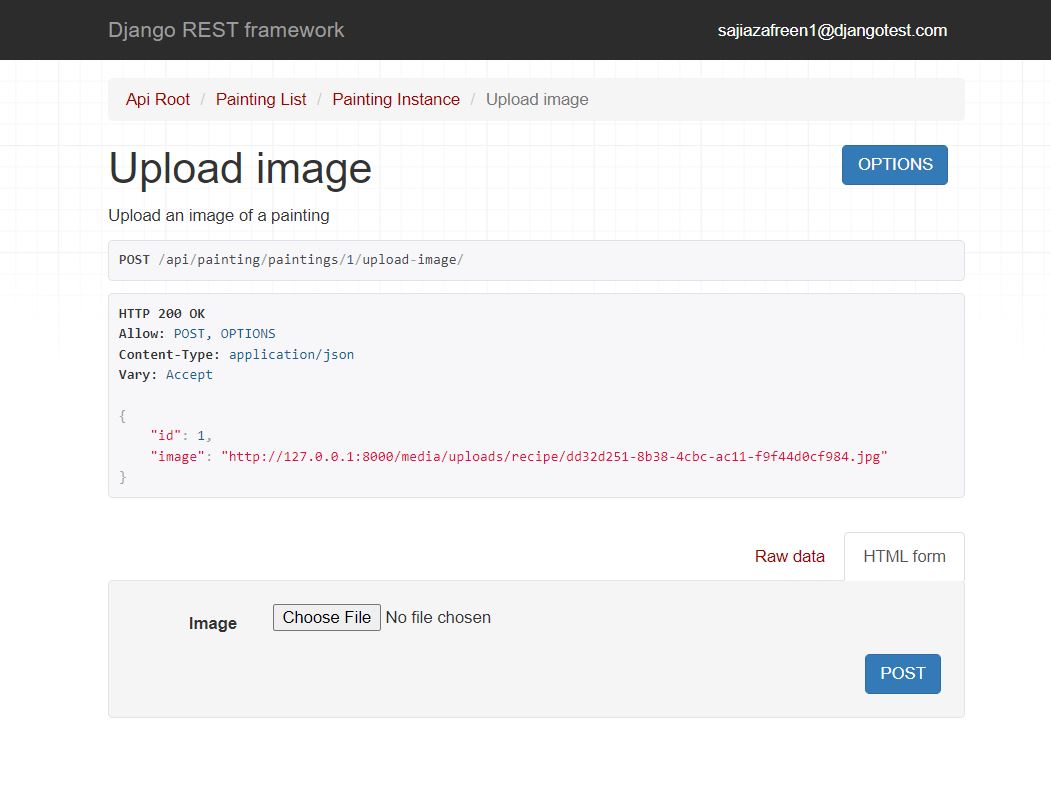 Django REST framework
sajiazafreen1@djangotest.com
Api Root / Painting List / Painting Instance / Upload image
Upload image
OPTIONS
Upload an image of a painting
POST /api/painting/paintings/1/upload-image/
HTTP 200 OK
Allow: POST, OPTIONS
Content-Type: application/json
Vary: Accept
{
"id": 1,
"image": "http://127.0.0.1:8000/media/uploads/recipe/dd32d251-8b38-4cbc-ac11-f9f44d0cf984.jpg"
}
Raw data
HTML form
Image
Choose File No file chosen
POST